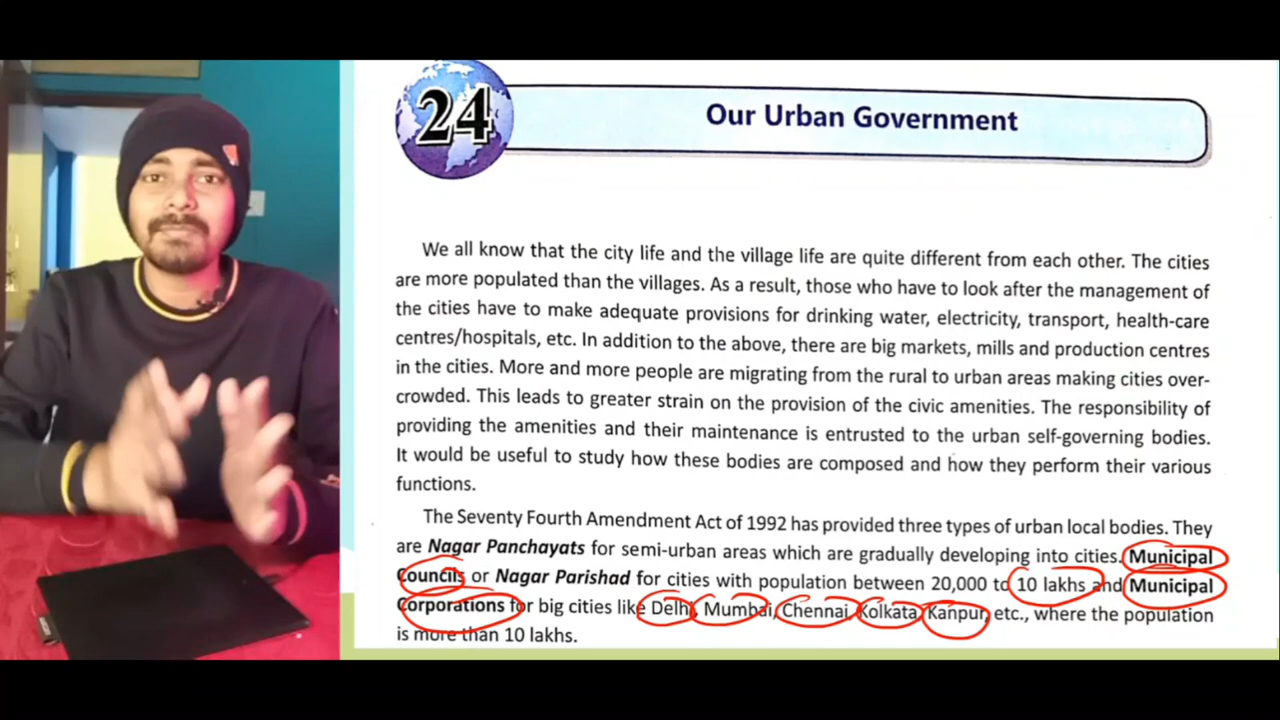 24
Our Urban Government
We all know that the city life and the village life are quite different from each other. The cities
are more populated than the villages. As a result, those who have to look after the management of
the cities have to make adequate provisions for drinking water, electricity, transport, health-care
centres/hospitals, etc. In addition to the above, there are big markets, mills and production centres
in the cities. More and more people are migrating from the rural to urban areas making cities over-
crowded. This leads to greater strain on the provision of the civic amenities. The responsibility of
providing the amenities and their maintenance is entrusted to the urban self-governing bodies.
It would be useful to study how these bodies are composed and how they perform their various
functions.
The Seventy Fourth Amendment Act of 1992 has provided three types of urban local bodies. They
are Nagar Panchayats for semi-urban areas which are gradually developing into cities. Municipal
Councils or Nagar Parishad for cities with population between 20,000 to 10 lakhs and Municipal
Corporations for big cities like Delhi, Mumbai, Chennai, Kolkata, Kanpur, etc., where the population
is more than 10 lakhs.